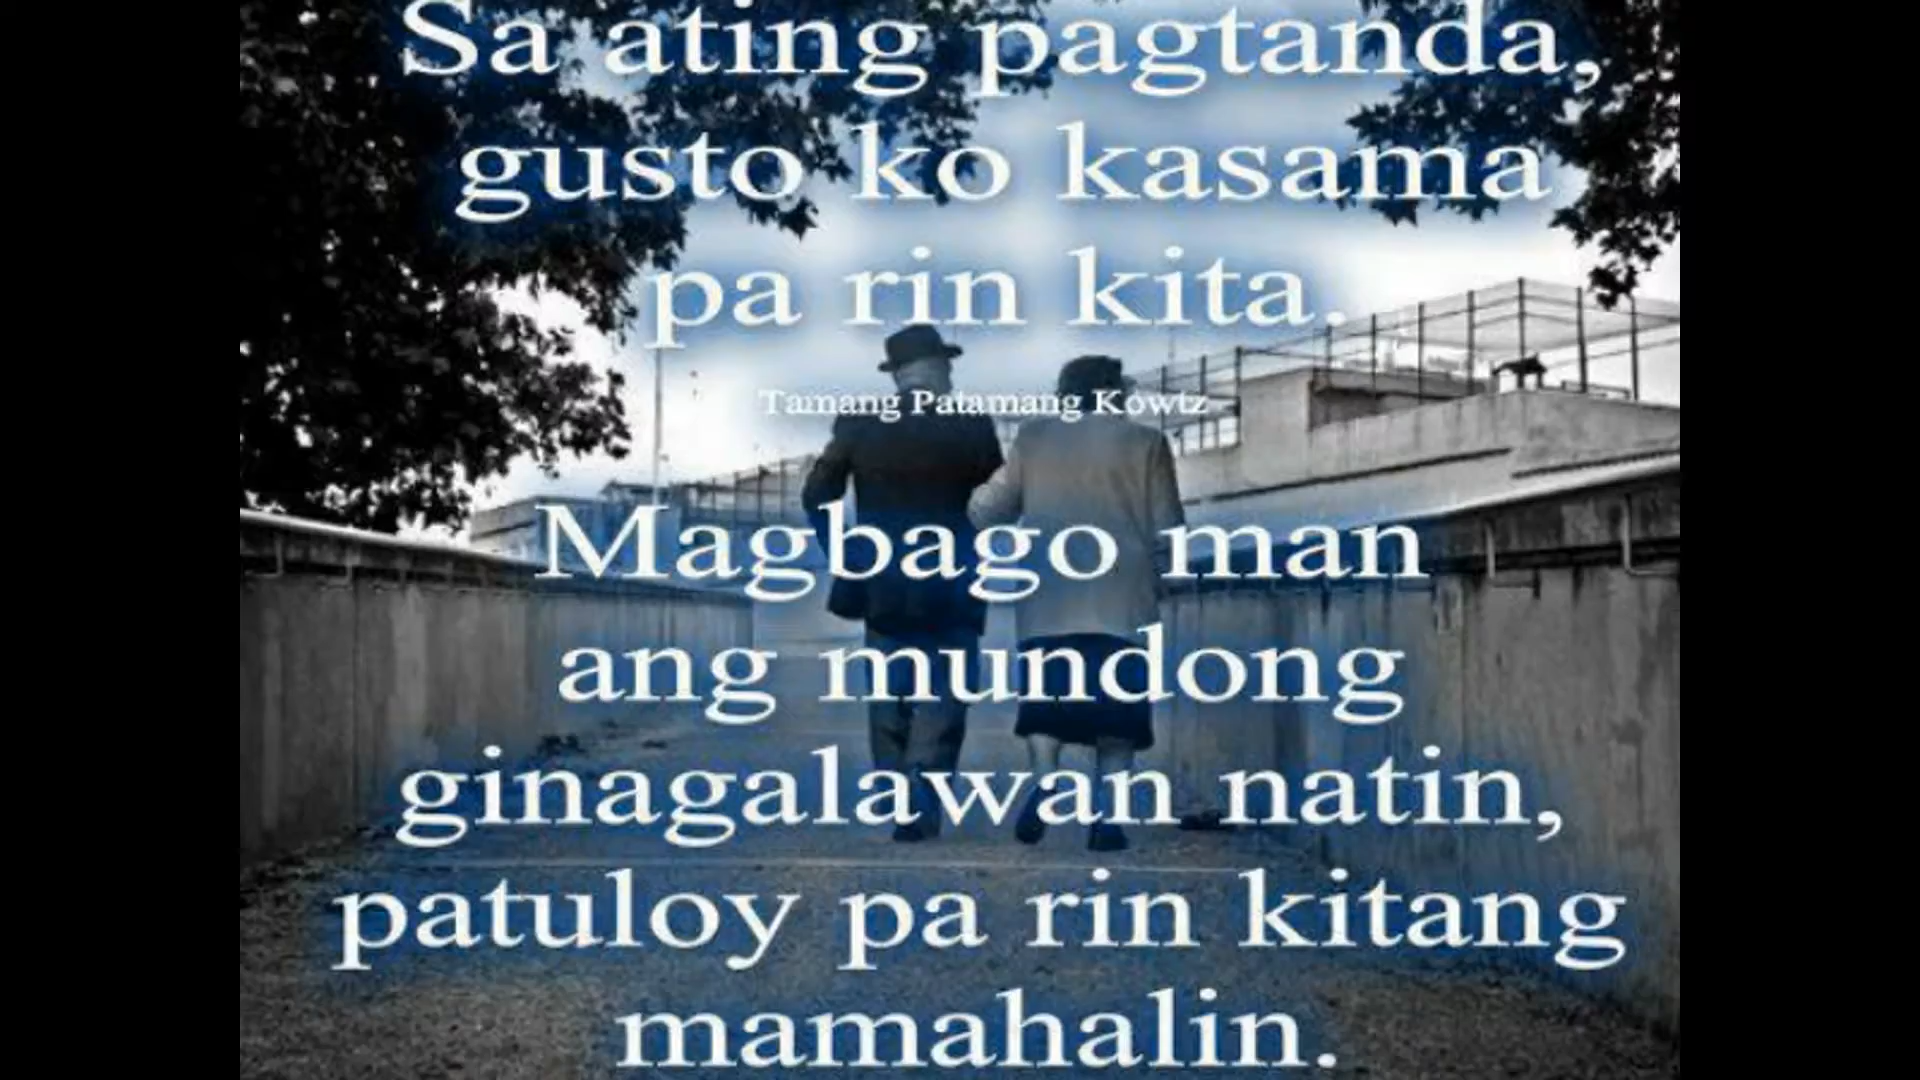 Sa ating pagtanda,
gusto ko kasama
pa rin kita.
Tamang Patamang Kowtz
Magbago man
ang mundong
ginagalawan natin,
patuloy pa rin kitang
mamahalin.